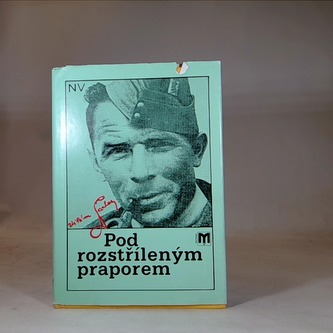 NV
Pod
rozstříleným
praporem
M